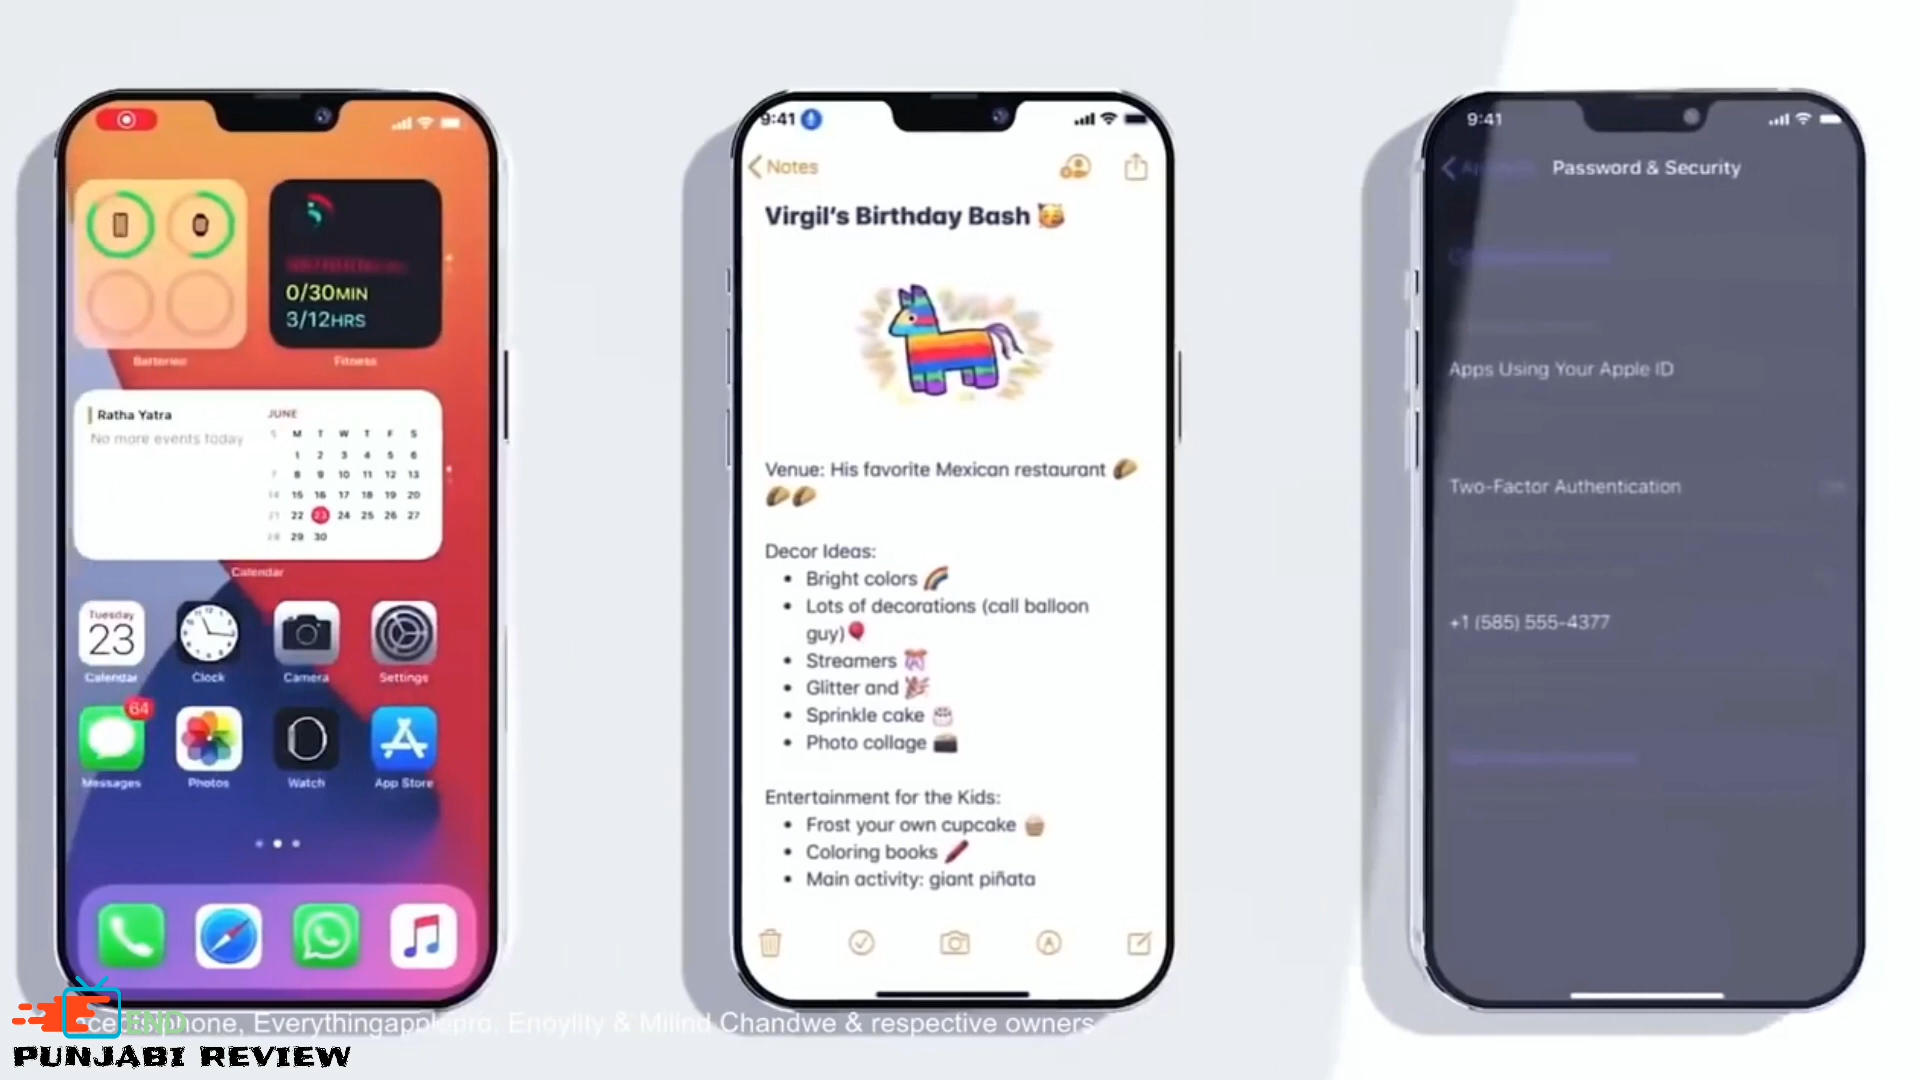 Batteries
0/30MIN
3/12HRS
Fitness
Ratha Yatra
No more events today
JUNE
S M T W T F S
1 2 3 4 5 6
7 8 9 10 11 12 13
14 15 16 17 18 19 20
21 22 23 24 25 26 27
28 29 30
Calendar
Tuesday
23
Calendar
Clock
Camera
Settings
64
Messages
Photos
Watch
App Store
9:41
Notes
Virgil's Birthday Bash 🥳
Venue: His favorite Mexican restaurant 🌮
🌮🌮
Decor Ideas:
• Bright colors 🌈
• Lots of decorations (call balloon
guy)🎈
• Streamers 🎊
• Glitter and 🎉
• Sprinkle cake 🎂
• Photo collage 📷
Entertainment for the Kids:
• Frost your own cupcake 🧁
• Coloring books 🖍
• Main activity: giant piñata
9:41
Password & Security
Apps Using Your Apple ID
Two-Factor Authentication
+1 (585) 555-4377
END
Everythingapplepro, Enoylity & Milind Chandwe & respective owners
PUNJABI REVIEW